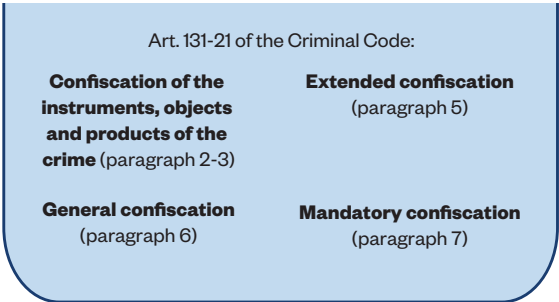 Art. 131-21 of the Criminal Code:
Confiscation of the
instruments, objects
and products of the
crime (paragraph 2-3)
Extended confiscation
(paragraph 5)
General confiscation
(paragraph 6)
Mandatory confiscation
(paragraph 7)